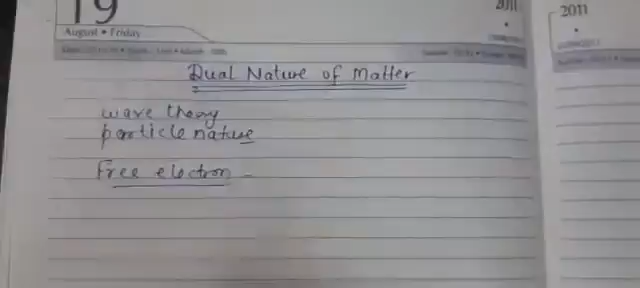 19
2011
2011
August • Friday
Dual Nature of Matter
wave theory
particle nature
Free electron -